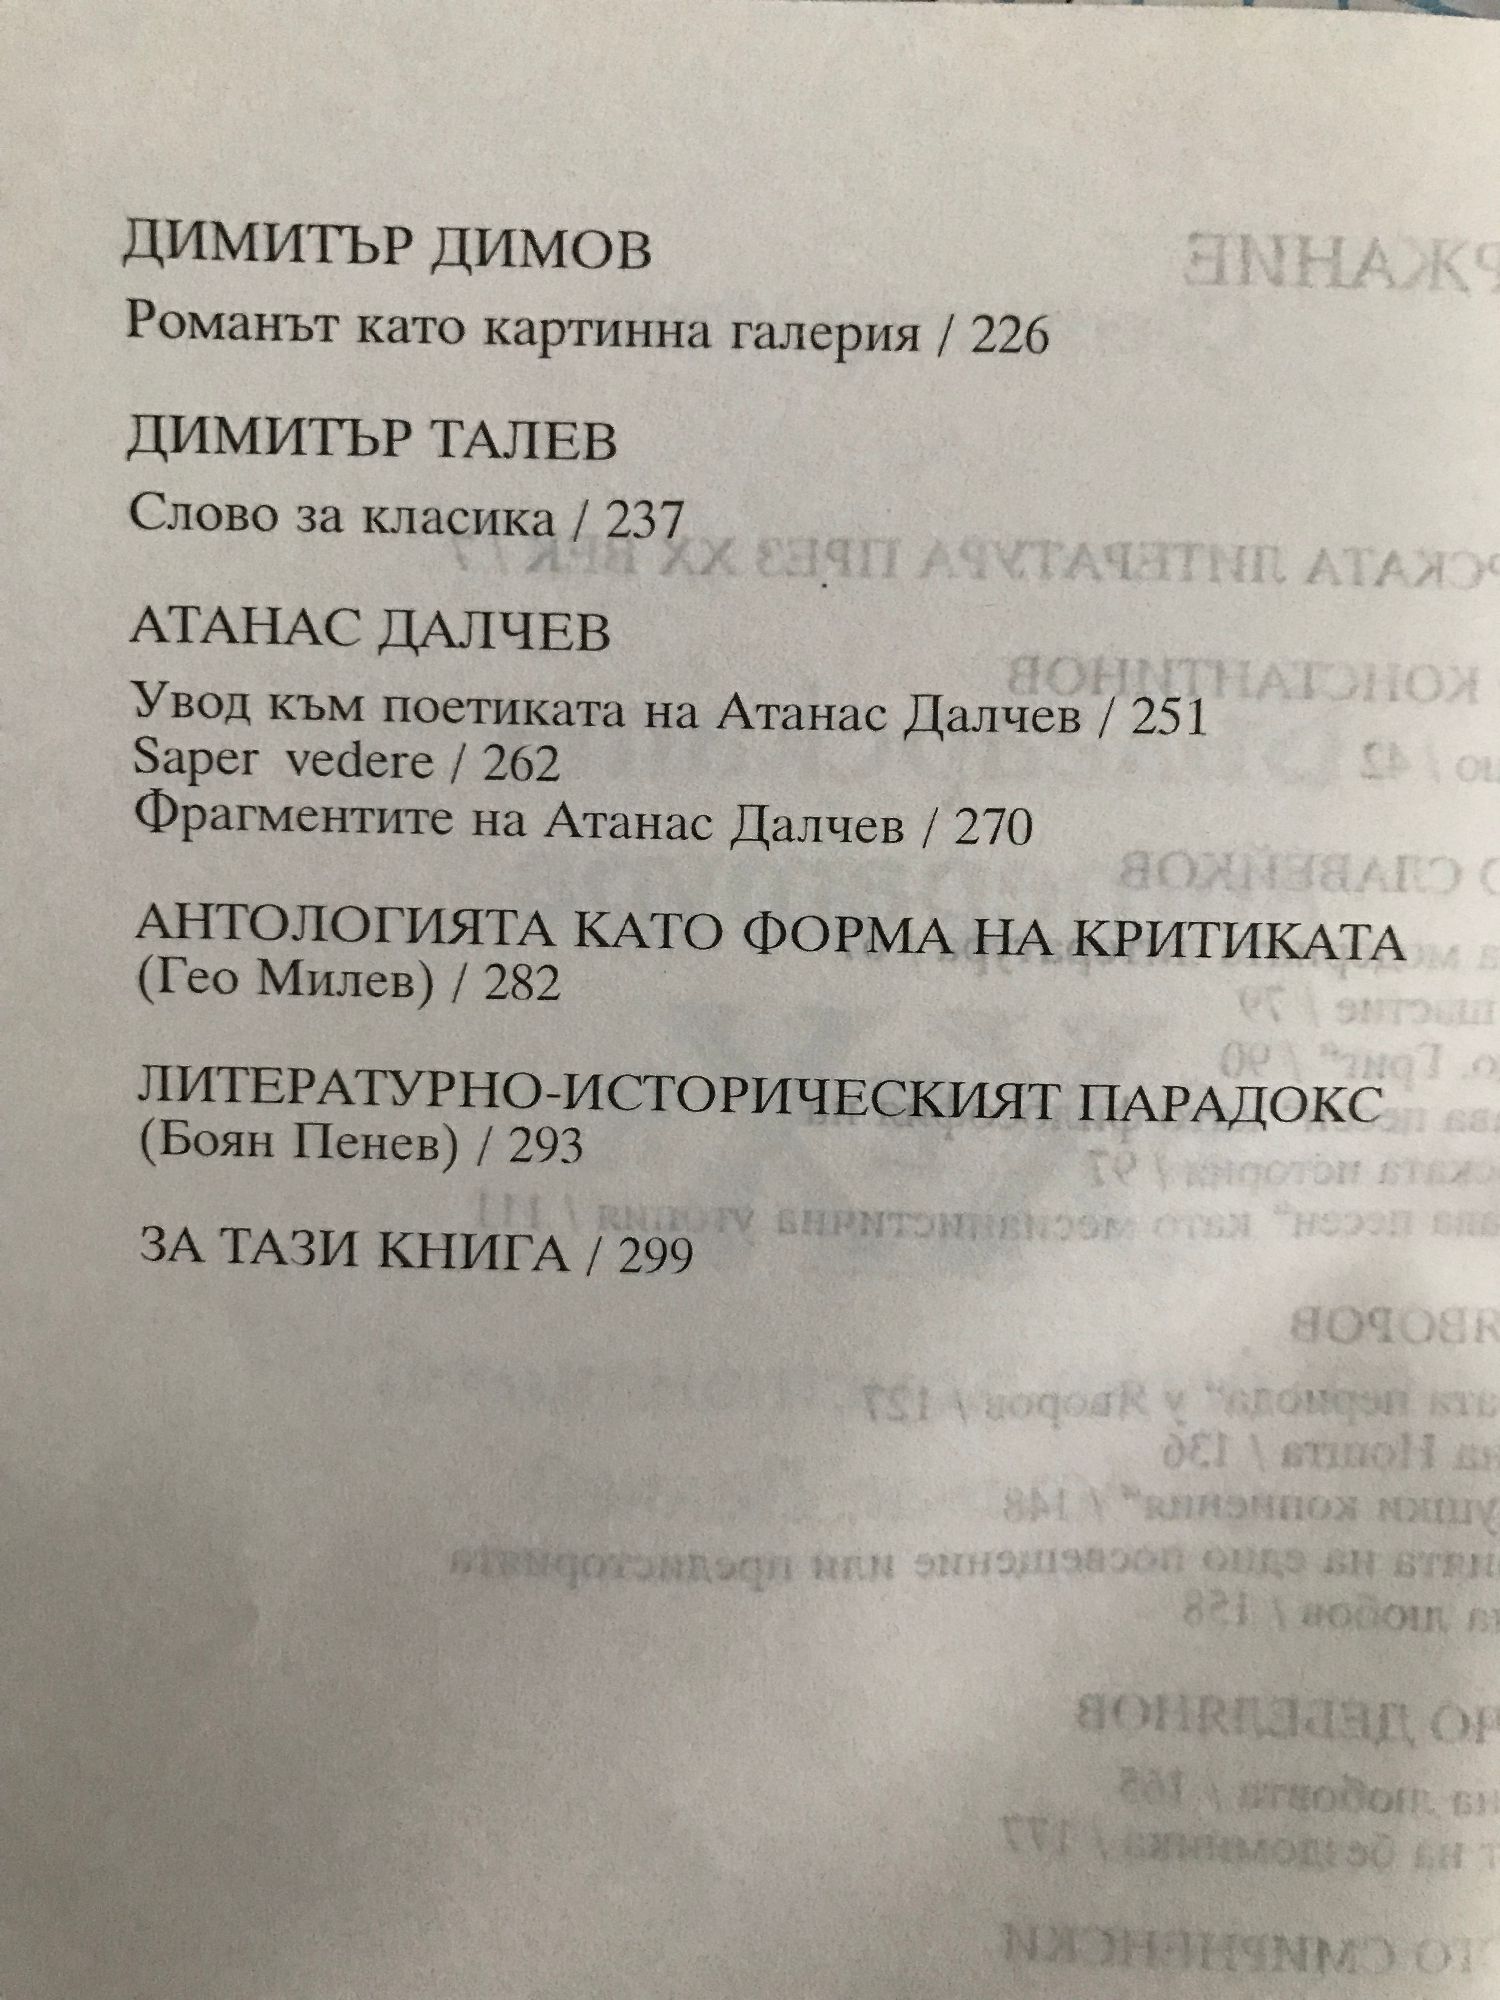 ДИМИТЪР ДИМОВ
Романът като картинна галерия / 226
ДИМИТЪР ТАЛЕВ
Слово за класика / 237
АТАНАС ДАЛЧЕВ
Увод към поетиката на Атанас Далчев / 251
Saper vedere / 262
Фрагментите на Атанас Далчев / 270
АНТОЛОГИЯТА КАТО ФОРМА НА КРИТИКАТА
(Гео Милев) / 282
ЛИТЕРАТУРНО-ИСТОРИЧЕСКИЯТ ПАРАДОКС
(Боян Пенев) / 293
ЗА ТАЗИ КНИГА / 299